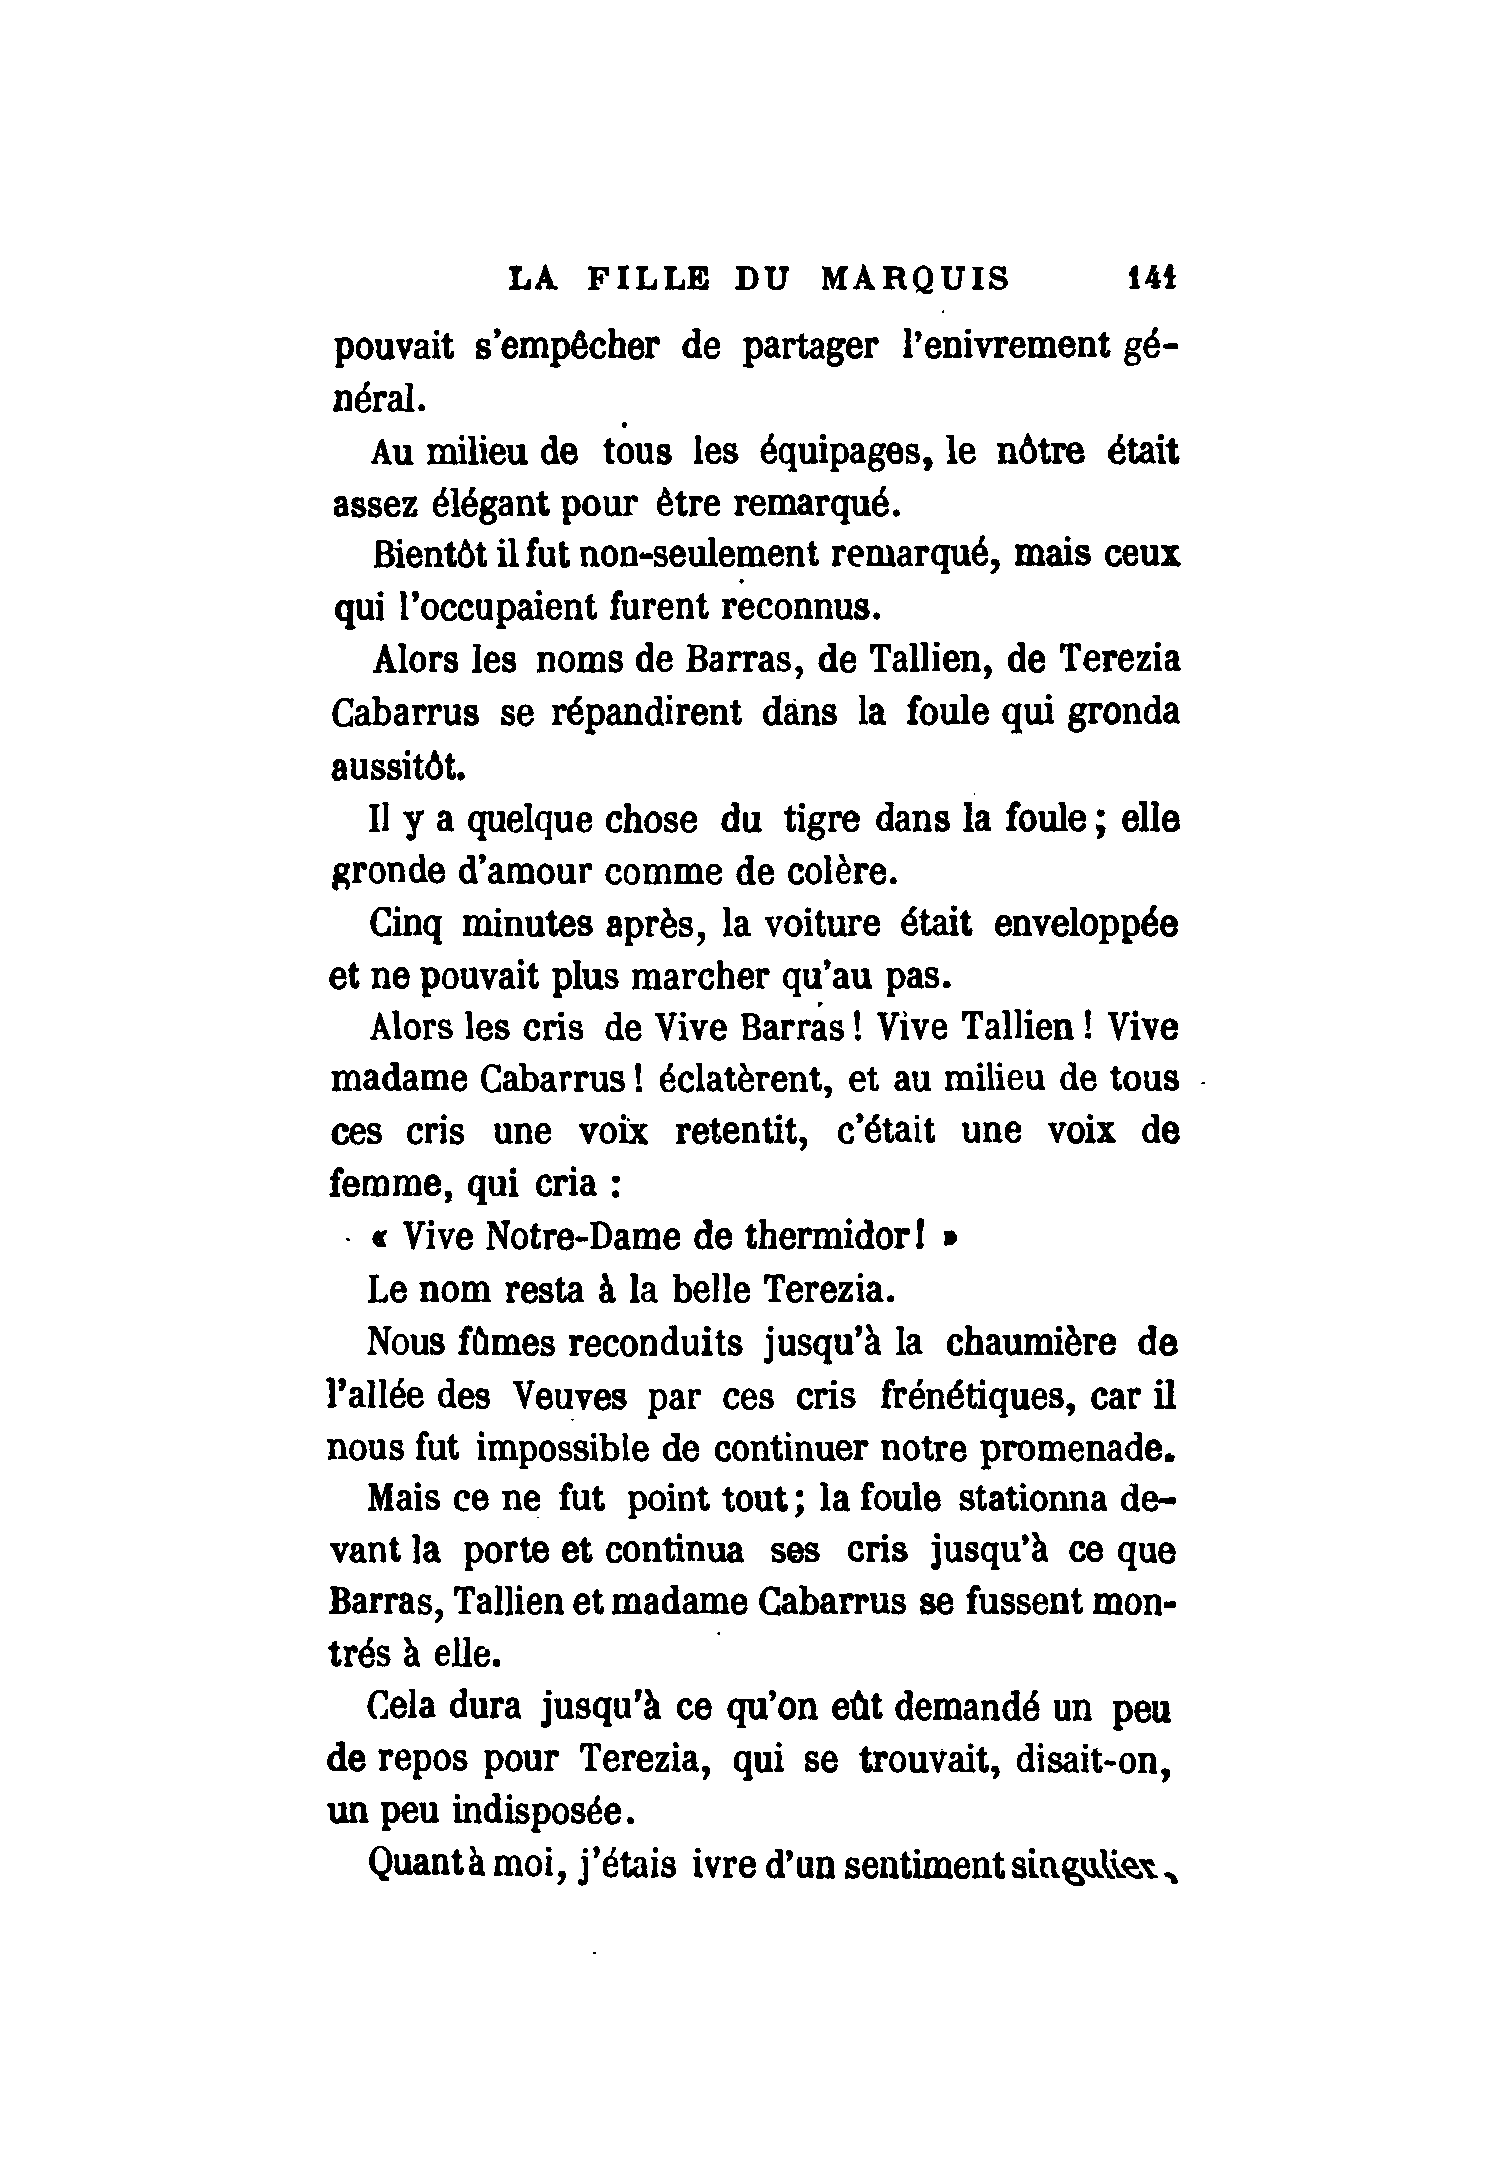 LA FILLE DU MARQUIS 141
pouvait s'empêcher de partager l'enivrement gé-
néral.
Au milieu de tous les équipages, le nôtre était
assez élégant pour être remarqué.
Bientôt il fut non-seulement remarqué, mais ceux
qui l'occupaient furent reconnus.
Alors les noms de Barras, de Tallien, de Terezia
Cabarrus se répandirent dans la foule qui gronda
aussitôt.
Il y a quelque chose du tigre dans la foule ; elle
gronde d'amour comme de colère.
Cinq minutes après, la voiture était enveloppée
et ne pouvait plus marcher qu'au pas.
Alors les cris de Vive Barras ! Vive Tallien ! Vive
madame Cabarrus ! éclatèrent, et au milieu de tous
ces cris une voix retentit, c'était une voix de
femme, qui cria :
« Vive Notre-Dame de thermidor ! »
Le nom resta à la belle Terezia.
Nous fûmes reconduits jusqu'à la chaumière de
l'allée des Veuves par ces cris frénétiques, car il
nous fut impossible de continuer notre promenade.
Mais ce ne fut point tout ; la foule stationna de-
vant la porte et continua ses cris jusqu'à ce que
Barras, Tallien et madame Cabarrus se fussent mon-
trés à elle.
Cela dura jusqu'à ce qu'on eût demandé un peu
de repos pour Terezia, qui se trouvait, disait-on,
un peu indisposée.
Quant à moi, j'étais ivre d'un sentiment singulier,